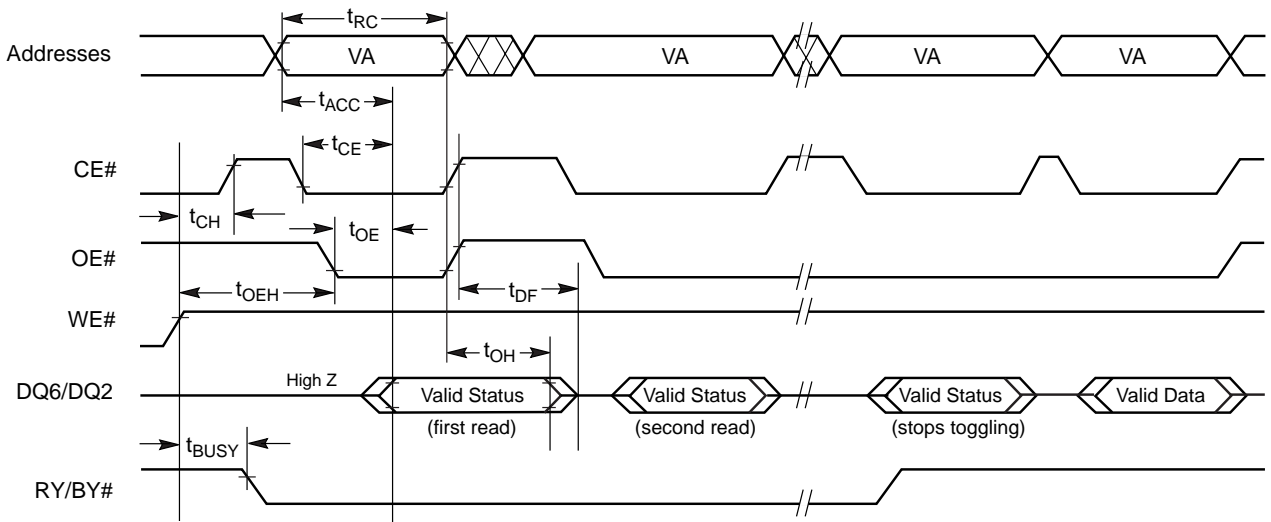 tRC
Addresses VA VA VA VA
tACC
tCE
CE#
tCH tOE
OE#
tOEH tDF
WE#
tOH
High Z
DQ6/DQ2 Valid Status Valid Status Valid Status Valid Data
(first read) (second read) (stops toggling)
tBUSY
RY/BY#